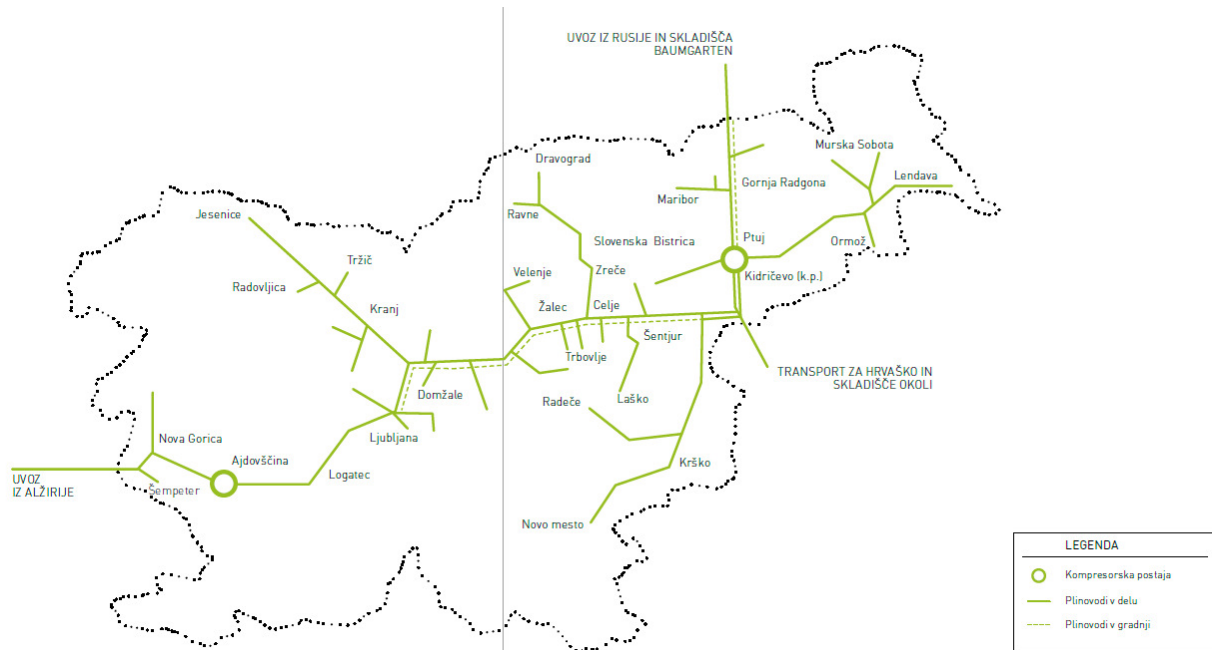 UVOZ IZ RUSIJE IN SKLADIŠČA
BAUMGARTEN
Dravograd
Murska Sobota
Lendava
Gornja Radgona
Maribor
Jesenice
Ravne
Slovenska Bistrica
Ptuj
Ormož
Tržič
Velenje
Zreče
Kidričevo (k.p.)
Radovljica
Kranj
Žalec
Celje
Šentjur
Trbovlje
TRANSPORT ZA HRVAŠKO IN
SKLADIŠČE OKOLI
Domžale
Laško
Radeče
Nova Gorica
Ljubljana
Ajdovščina
Krško
UVOZ
IZ ALŽIRIJE
Šempeter
Logatec
Novo mesto
LEGENDA
Kompresorska postaja
Plinovodi v delu
Plinovodi v gradnji